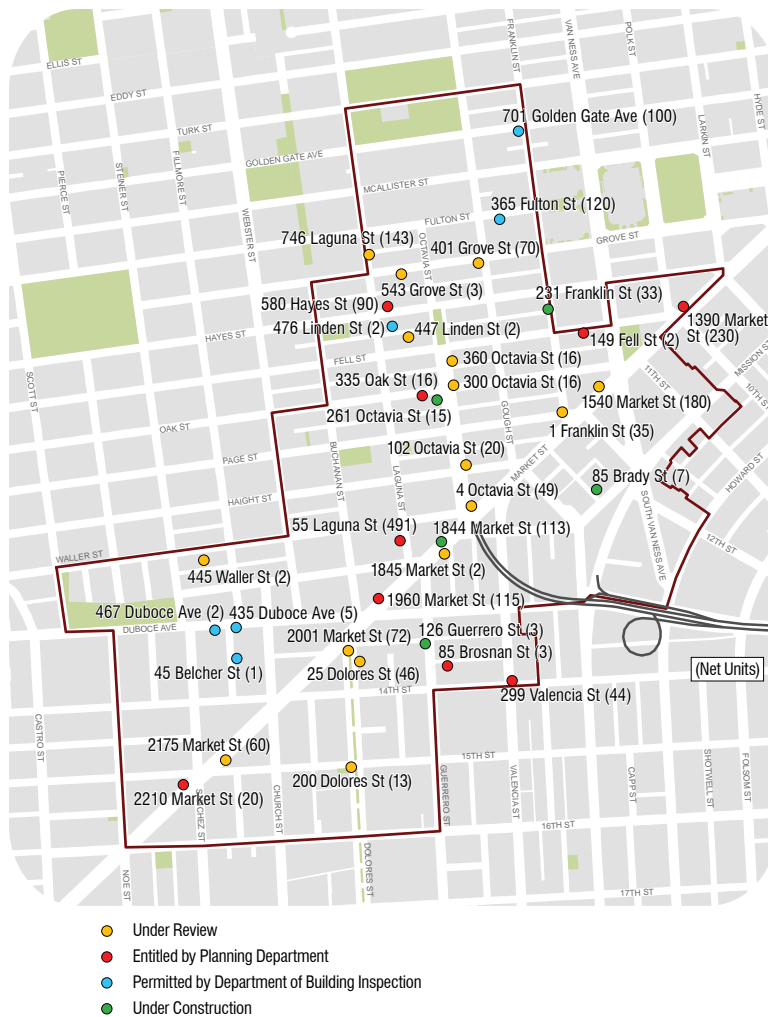 ELLIS ST
EDDY ST
TURK ST
GOLDEN GATE AVE
MCALLISTER ST
FULTON ST
GROVE ST
FRANKLIN ST
VAN NESS AVE
POLK ST
LARKIN ST
HYDE ST
PIERCE ST
STEINER ST
FILLMORE ST
WEBSTER ST
OCTAVIA ST
701 Golden Gate Ave (100)
365 Fulton St (120)
746 Laguna St (143)
401 Grove St (70)
543 Grove St (3)
231 Franklin St (33)
580 Hayes St (90)
1390 Market
St (230)
476 Linden St (2)
447 Linden St (2)
149 Fell St (2)
HAYES ST
FELL ST
360 Octavia St (16)
MISSION ST
335 Oak St (16)
300 Octavia St (16)
11TH ST
10TH ST
SCOTT ST
1540 Market St (180)
261 Octavia St (15)
1 Franklin St (35)
OAK ST
GOUGH ST
102 Octavia St (20)
PAGE ST
BUCHANAN ST
LAGUNA ST
MARKET ST
85 Brady St (7)
HOWARD ST
4 Octavia St (49)
HAIGHT ST
SOUTH VAN NESS AVE
55 Laguna St (491)
1844 Market St (113)
12TH ST
WALLER ST
1845 Market St (2)
445 Waller St (2)
1960 Market St (115)
467 Duboce Ave (2)
435 Duboce Ave (5)
DUBOCE AVE
2001 Market St (72)
126 Guerrero St (3)
85 Brosnan St (3)
45 Belcher St (1)
25 Dolores St (46)
(Net Units)
14TH ST
299 Valencia St (44)
CASTRO ST
2175 Market St (60)
15TH ST
200 Dolores St (13)
2210 Market St (20)
SANCHEZ ST
CHURCH ST
GUERRERO ST
VALENCIA ST
CAPP ST
SHOTWELL ST
FOLSOM ST
16TH ST
NOE ST
DOLORES ST
17TH ST
Under Review
Entitled by Planning Department
Permitted by Department of Building Inspection
Under Construction